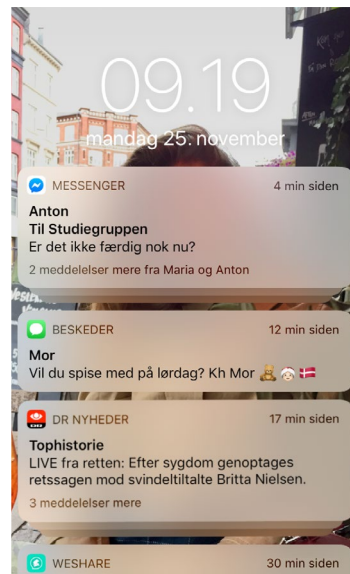 09.19
mandag 25. november
MESSENGER 4 min siden
Anton
Til Studiegruppen
Er det ikke færdig nok nu?
2 meddelelser mere fra Maria og Anton
BESKEDER 12 min siden
Mor
Vil du spise med på lørdag? Kh Mor 🧸🎅🏻🇩🇰
DR NYHEDER 17 min siden
Tophistorie
LIVE fra retten: Efter sygdom genoptages
retssagen mod svindeltiltalte Britta Nielsen.
3 meddelelser mere
WESHARE 30 min siden